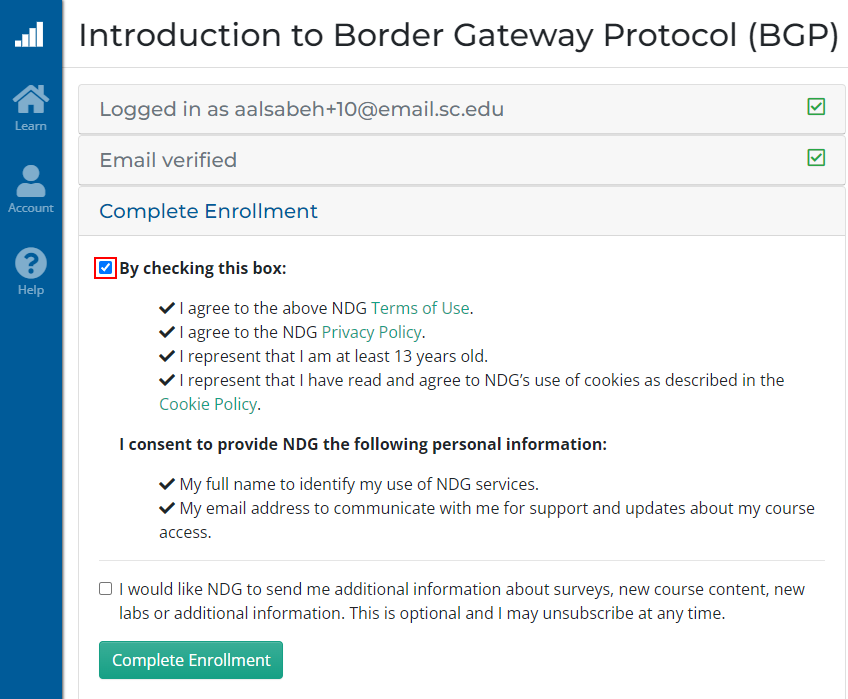 Introduction to Border Gateway Protocol (BGP)
Learn
Account
Help
Logged in as aalsabeh+10@email.sc.edu
Email verified
Complete Enrollment
By checking this box:
I agree to the above NDG Terms of Use.
I agree to the NDG Privacy Policy.
I represent that I am at least 13 years old.
I represent that I have read and agree to NDG’s use of cookies as described in the
Cookie Policy.
I consent to provide NDG the following personal information:
My full name to identify my use of NDG services.
My email address to communicate with me for support and updates about my course
access.
I would like NDG to send me additional information about surveys, new course content, new
labs or additional information. This is optional and I may unsubscribe at any time.
Complete Enrollment